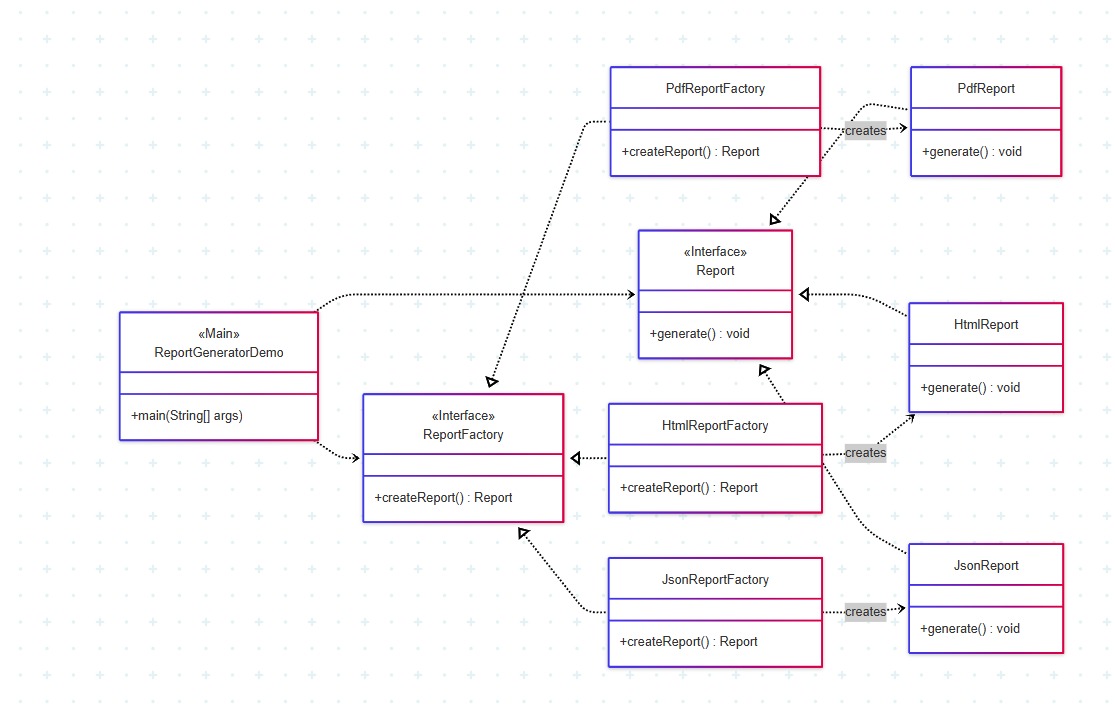 PdfReportFactory
+createReport() : Report
creates
PdfReport
+generate() : void
«Interface»
Report
+generate() : void
«Main»
ReportGeneratorDemo
+main(String[] args)
«Interface»
ReportFactory
+createReport() : Report
HtmlReport
+generate() : void
HtmlReportFactory
+createReport() : Report
creates
JsonReportFactory
+createReport() : Report
creates
JsonReport
+generate() : void